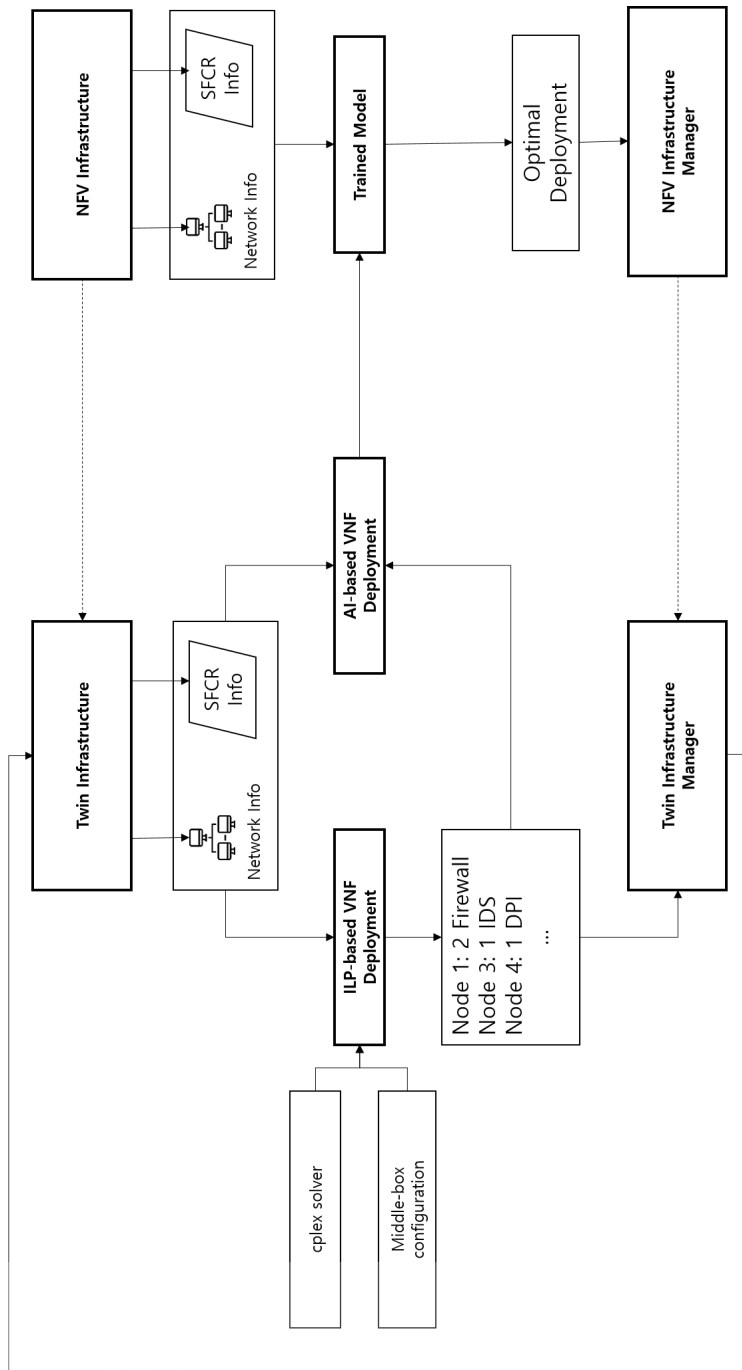 Twin Infrastructure
NFV Infrastructure
Network Info
SFCR
Info
Network Info
SFCR
Info
cplex solver
Middle-box
configuration
ILP-based VNF
Deployment
AI-based VNF
Deployment
Trained Model
Node 1: 2 Firewall
Node 3: 1 IDS
Node 4: 1 DPI
...
Optimal
Deployment
Twin Infrastructure
Manager
NFV Infrastructure
Manager